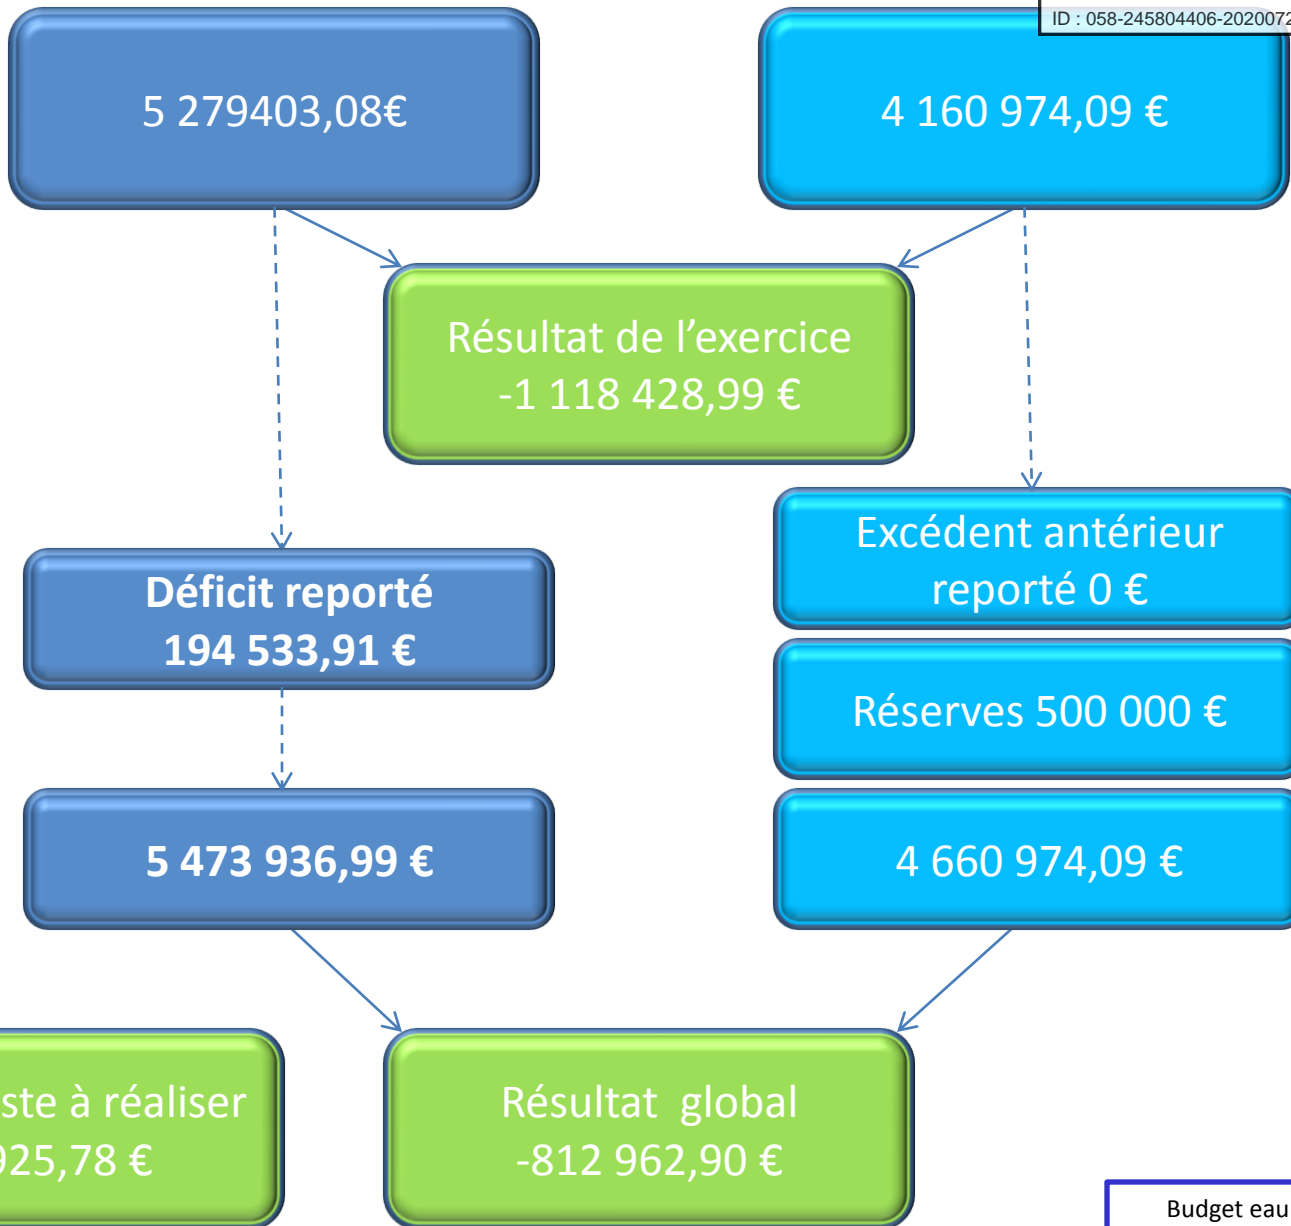 ID : 058-245804406-2020072
5 279403,08€
4 160 974,09 €
Résultat de l’exercice
-1 118 428,99 €
Excédent antérieur
reporté 0 €
Déficit reporté
194 533,91 €
Réserves 500 000 €
5 473 936,99 €
4 660 974,09 €
ste à réaliser
925,78 €
Résultat global
-812 962,90 €
Budget eau